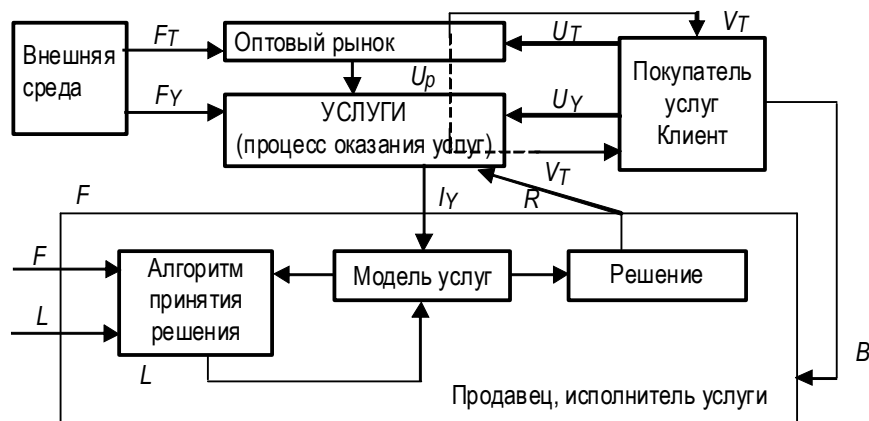 V_T
F_T
Оптовый рынок
U_T
Внешняя
среда
Покупатель
услуг
Клиент
U_p
F_Y
УСЛУГИ
(процесс оказания услуг)
U_Y
V_T
I_Y
R
F
F
Алгоритм
принятия
решения
Модель услуг
Решение
L
L
B
Продавец, исполнитель услуги